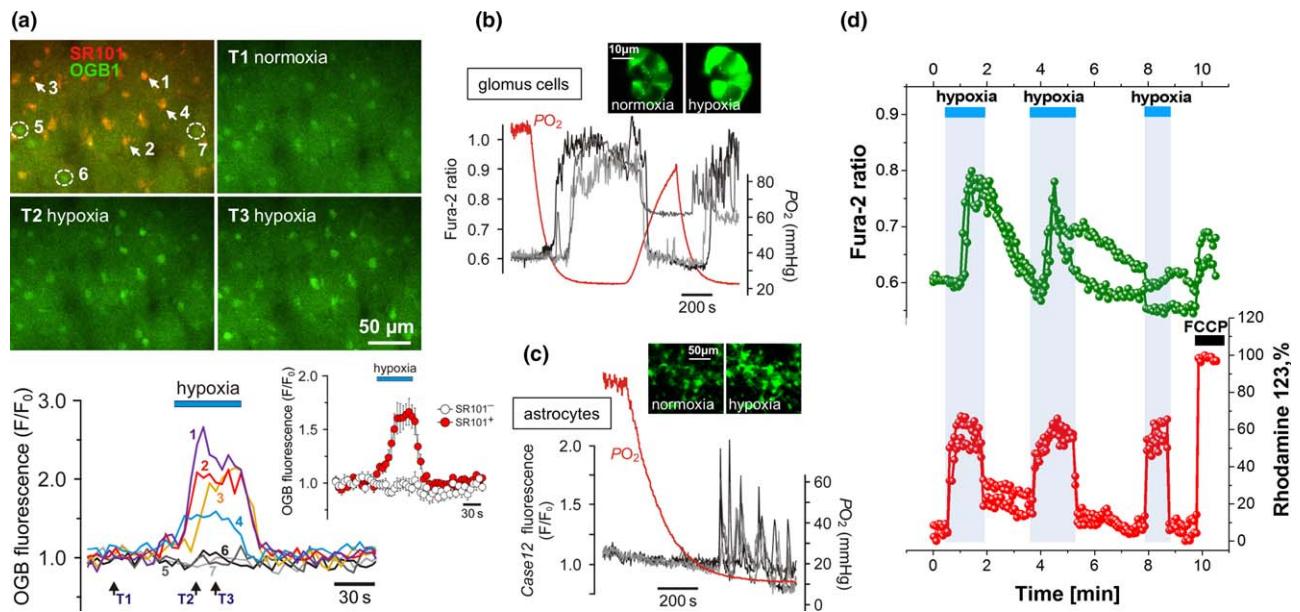 (a)
SR101
OGB1
3
1
4
5
7
2
6
T1 normoxia
T2 hypoxia
T3 hypoxia
50 µm
hypoxia
OGB fluorescence (F/F0)
3.0
2.0
1.0
1
2
3
4
5
6
7
T1
T2
T3
30 s
hypoxia
OGB fluorescence (F/F0)
2.0
1.5
1.0
SR101−
SR101+
30 s
(b)
10µm
normoxia
hypoxia
glomus cells
PO2
Fura-2 ratio
1.0
0.9
0.8
0.7
0.6
80
60
40
20
PO2 (mmHg)
200 s
(c)
50µm
normoxia
hypoxia
astrocytes
PO2
Case12 fluorescence
(F/F0)
2.0
1.5
1.0
60
40
20
0
PO2 (mmHg)
200 s
(d)
0 2 4 6 8 10
hypoxia hypoxia hypoxia
Fura-2 ratio
0.9
0.8
0.7
0.6
FCCP
120
100
80
60
40
20
0
Rhodamine 123,%
0 2 4 6 8 10
Time [min]